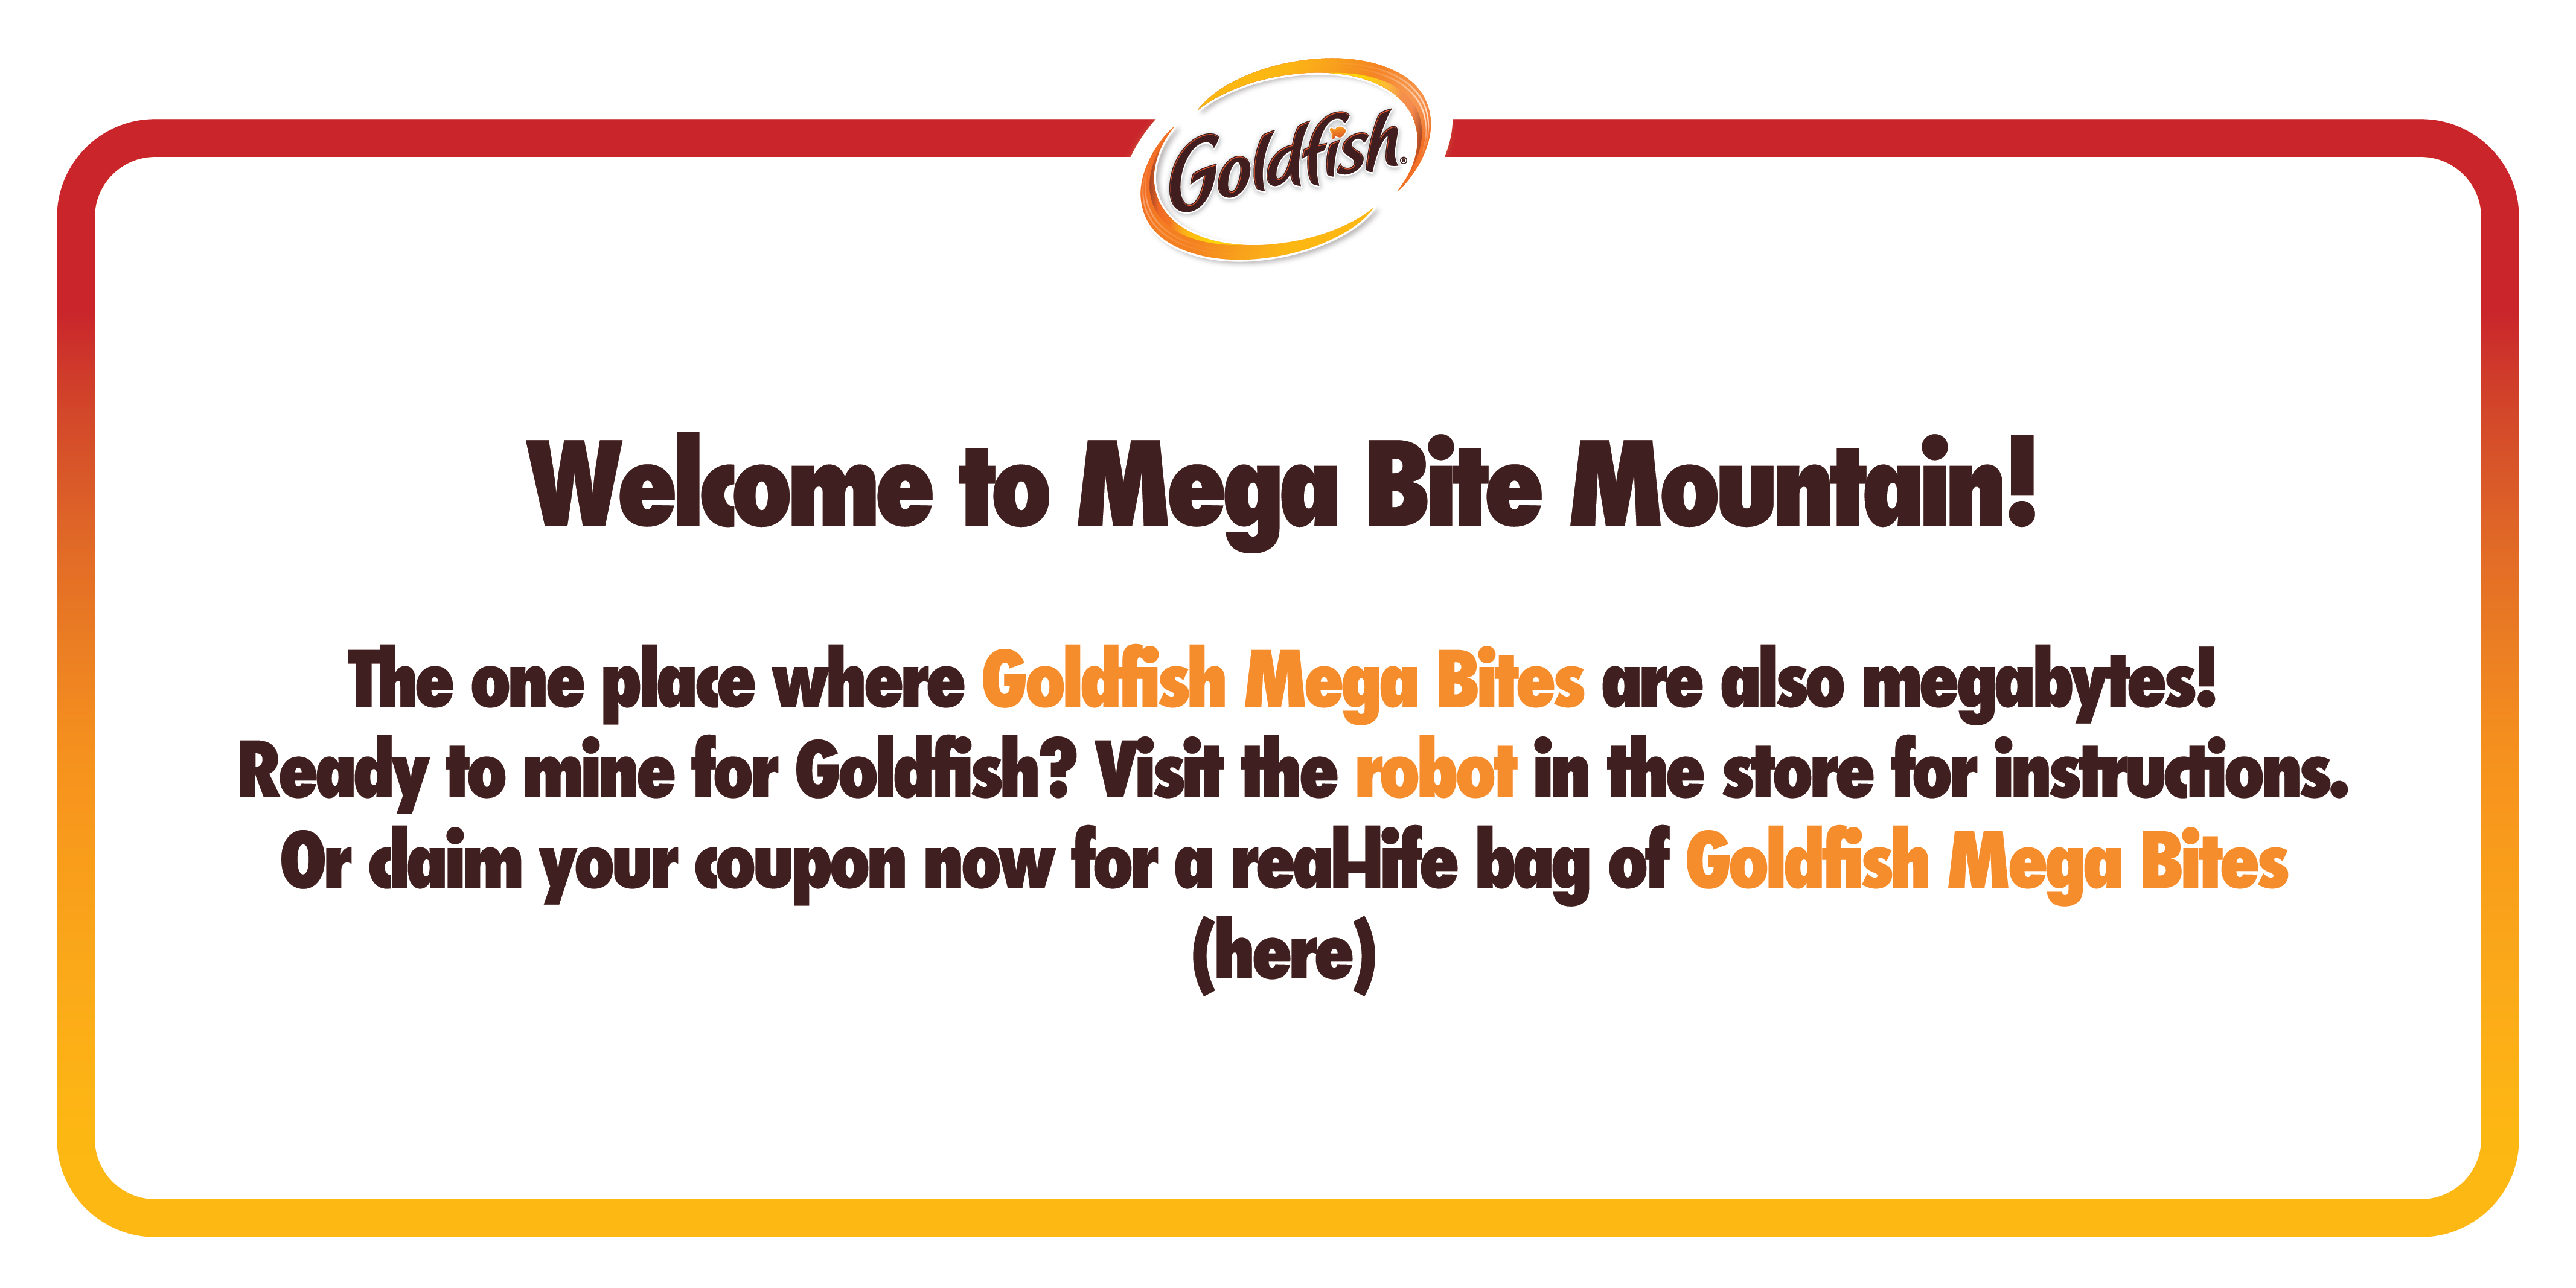 Goldfish®
Welcome to Mega Bite Mountain!
The one place where Goldfish Mega Bites are also megabytes!
Ready to mine for Goldfish? Visit the robot in the store for instructions.
Or claim your coupon now for a real-life bag of Goldfish Mega Bites
(here)